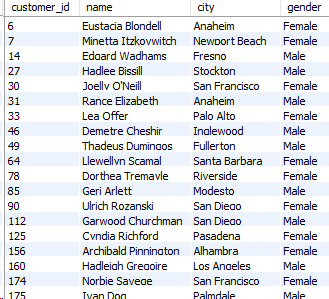 customer_id name city gender
6 Eustacia Blondell Anaheim Female
7 Minetta Itzkovwitch Newport Beach Female
14 Edgard Wadhams Fresno Male
27 Hadlee Bissill Stockton Male
30 Joelly O'Neill San Francisco Female
31 Rance Elizabeth Anaheim Male
33 Lea Offer Palo Alto Female
46 Demetre Cheshir Inglewood Male
49 Thadeus Dumingos Fullerton Male
64 Llewellyn Scamal Santa Barbara Female
78 Dorthea Tremayle Riverside Female
85 Geri Arlett Modesto Male
90 Ulrich Rozanski San Diego Female
112 Garwood Churchman San Diego Male
125 Cyndia Richford Pasadena Female
156 Archibald Pinnington Alhambra Female
160 Hadleigh Gregoire Los Angeles Male
174 Norbie Savege San Francisco Female
175 Ivan Dog Palmdale Male